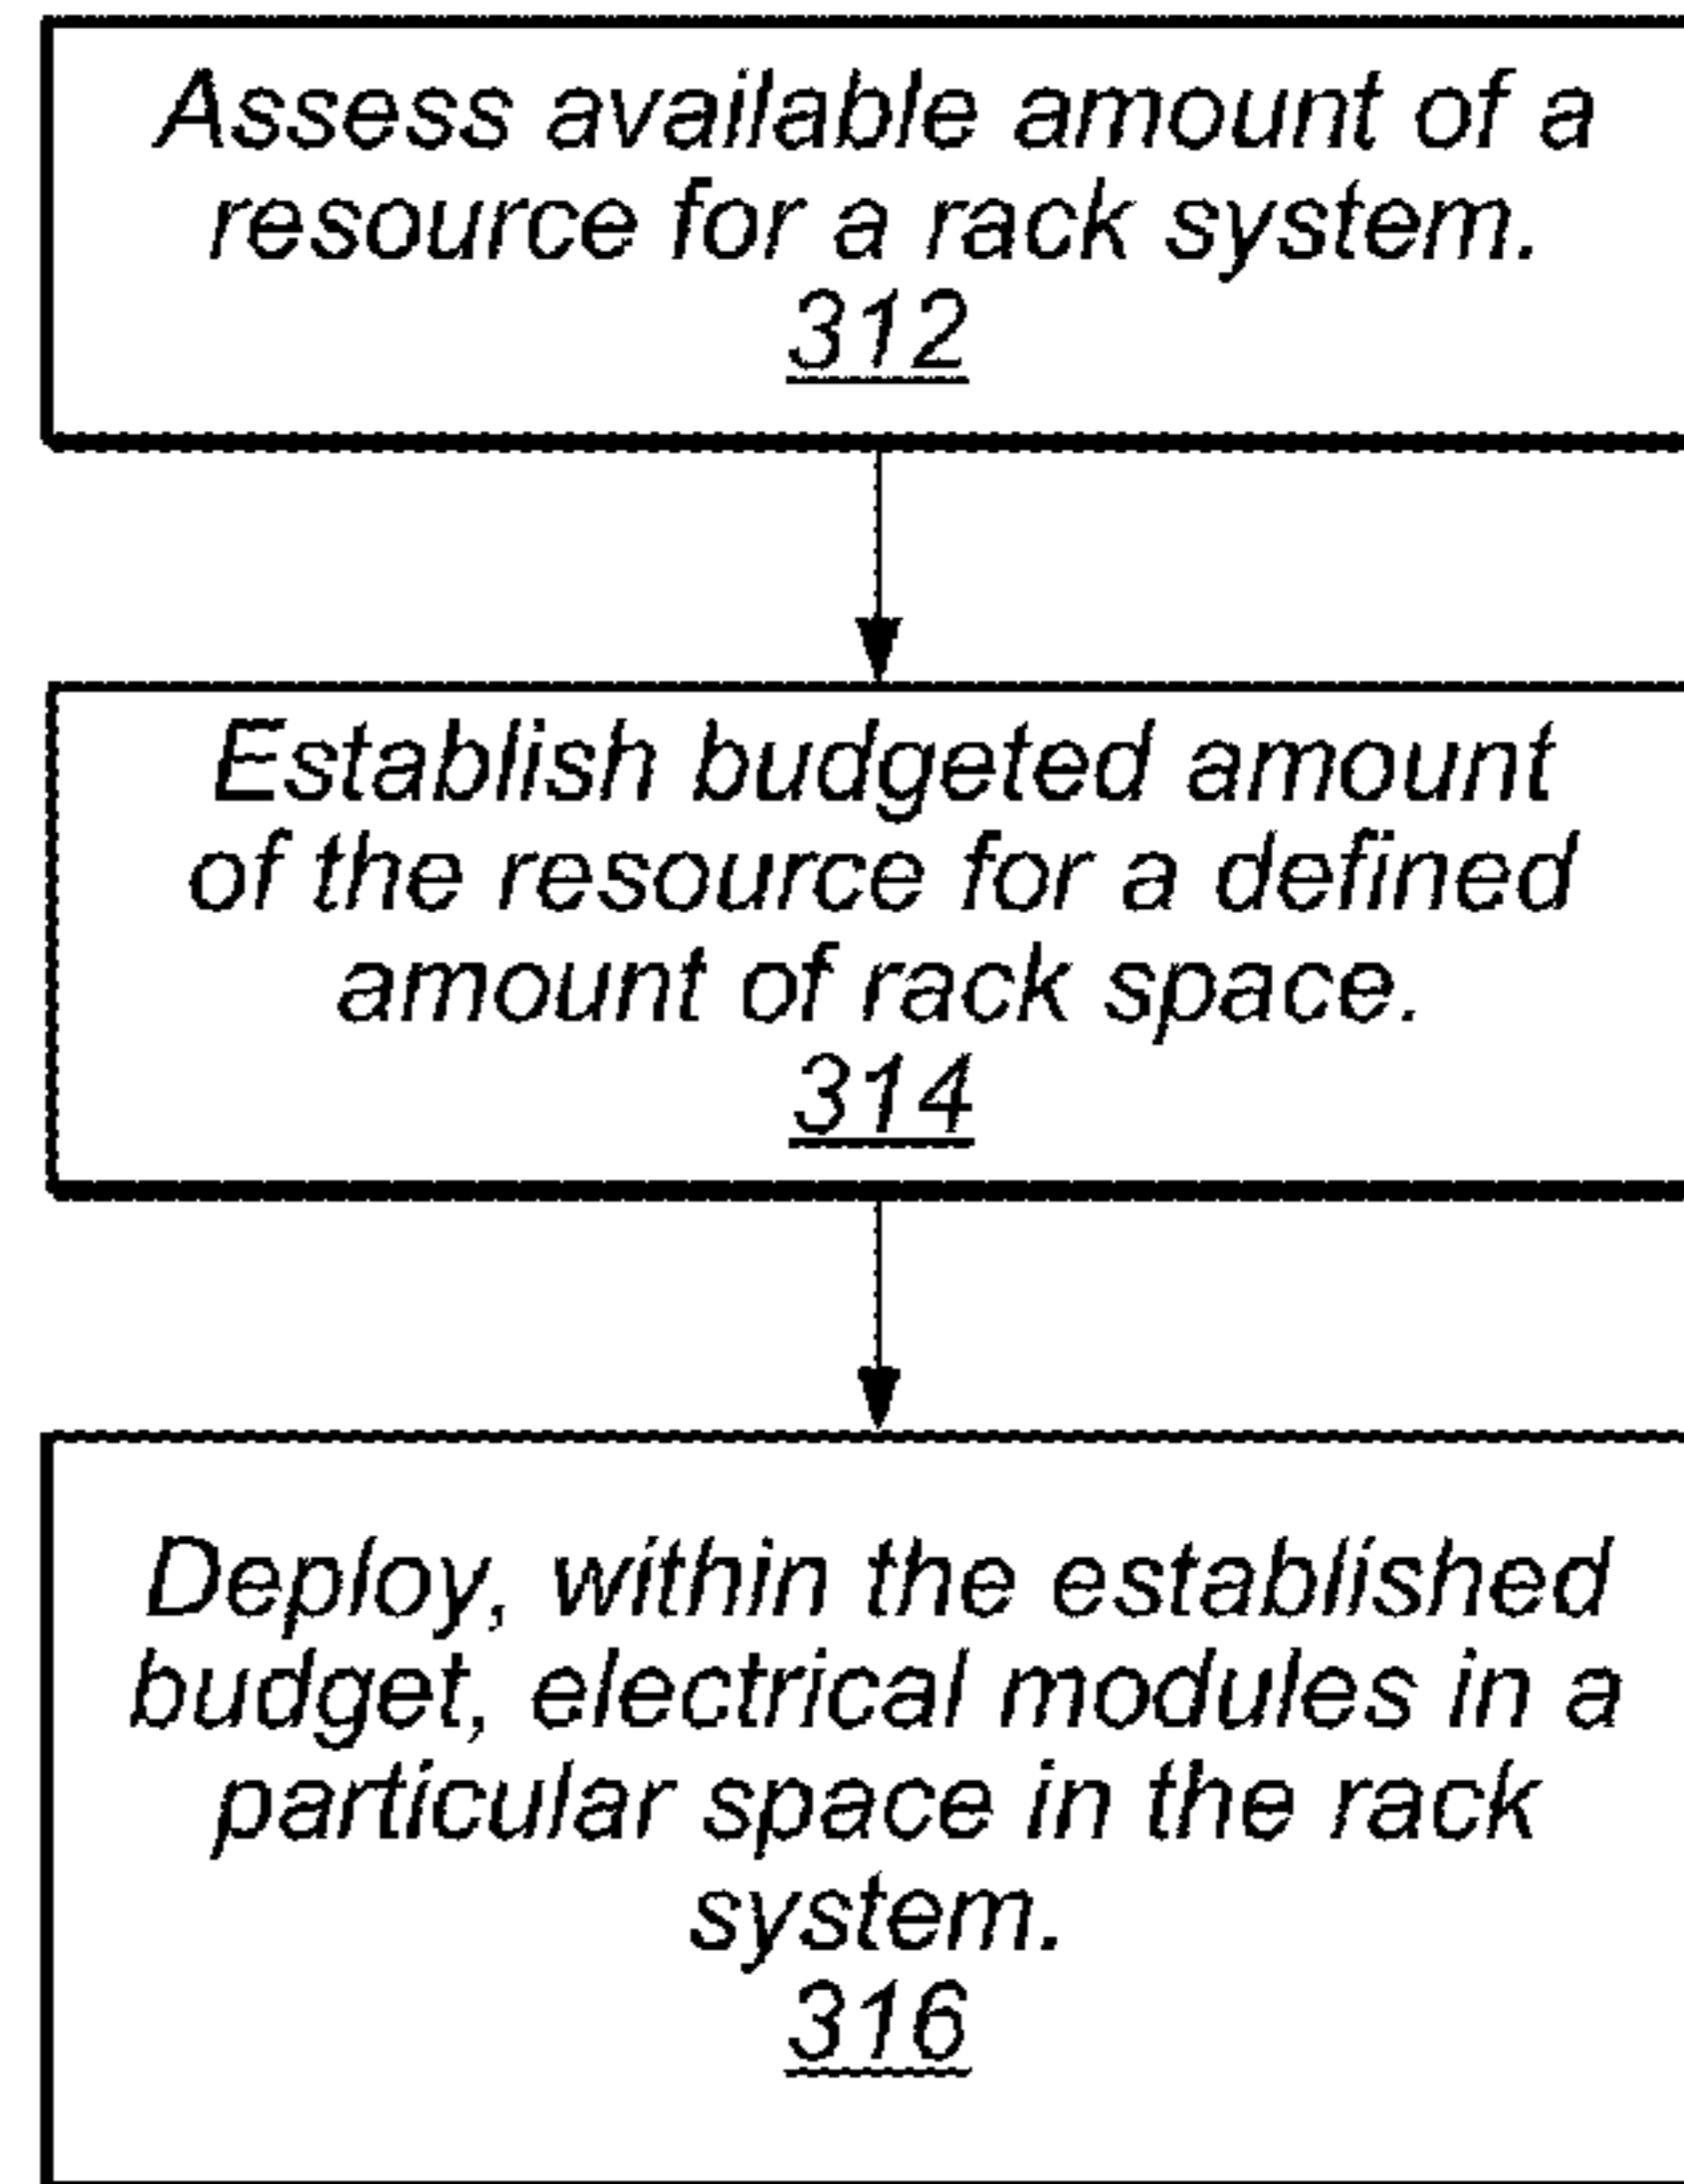 Assess available amount of a
resource for a rack system.
312
Establish budgeted amount
of the resource for a defined
amount of rack space.
314
Deploy, within the established
budget, electrical modules in a
particular space in the rack
system.
316